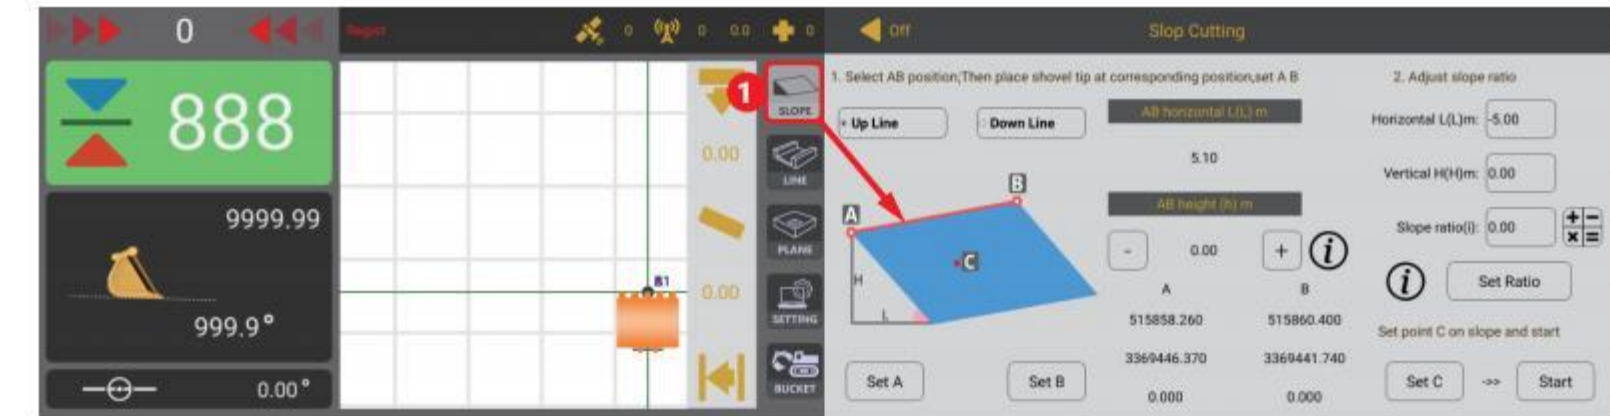 0
Regist
0
0
0.0
0
888
9999.99
999.9°
0.00°
B1
0.00
0.00
1
SLOPE
LINE
PLANE
SETTING
BUCKET
Off
Slop Cutting
1. Select AB position;Then place shovel tip at corresponding position,set A B
Up Line
Down Line
A
B
C
H
L
Set A
Set B
AB horizontal L(L) m
5.10
AB height (h) m
-
0.00
+
i
A B
515858.260 515860.400
3369446.370 3369441.740
0.000 0.000
2. Adjust slope ratio
Horizontal L(L)m: -5.00
Vertical H(H)m: 0.00
Slope ratio(i): 0.00
+ -
× =
i
Set Ratio
Set point C on slope and start
Set C ->> Start